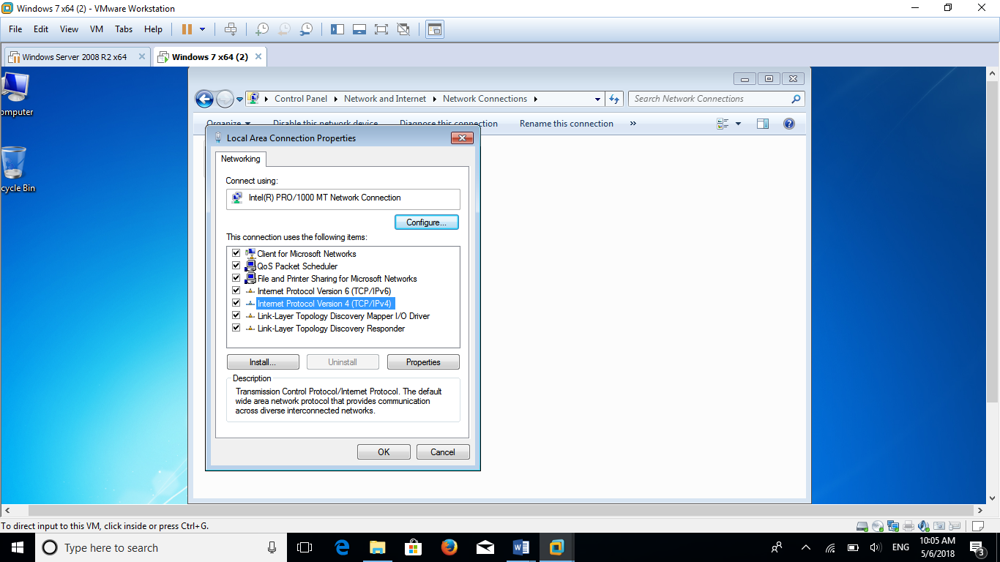 Windows 7 x64 (2) - VMware Workstation
File Edit View VM Tabs Help
Windows Server 2008 R2 x64 Windows 7 x64 (2)
omputer
cycle Bin
Control Panel Network and Internet Network Connections Search Network Connections
Organize Disable this network device Diagnose this connection Rename this connection »
Local Area Connection Properties
Networking
Connect using:
Intel(R) PRO/1000 MT Network Connection
Configure...
This connection uses the following items:
Client for Microsoft Networks
QoS Packet Scheduler
File and Printer Sharing for Microsoft Networks
Internet Protocol Version 6 (TCP/IPv6)
Internet Protocol Version 4 (TCP/IPv4)
Link-Layer Topology Discovery Mapper I/O Driver
Link-Layer Topology Discovery Responder
Install... Uninstall Properties
Description
Transmission Control Protocol/Internet Protocol. The default
wide area network protocol that provides communication
across diverse interconnected networks.
OK Cancel
To direct input to this VM, click inside or press Ctrl+G.
Type here to search
ENG
10:05 AM
5/6/2018
3